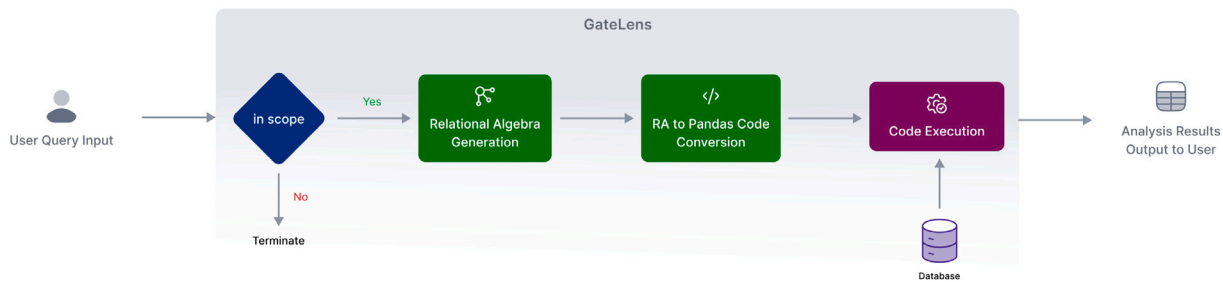 GateLens
User Query Input
in scope
Yes
No
Terminate
Relational Algebra
Generation
</>
RA to Pandas Code
Conversion
Code Execution
Database
Analysis Results
Output to User